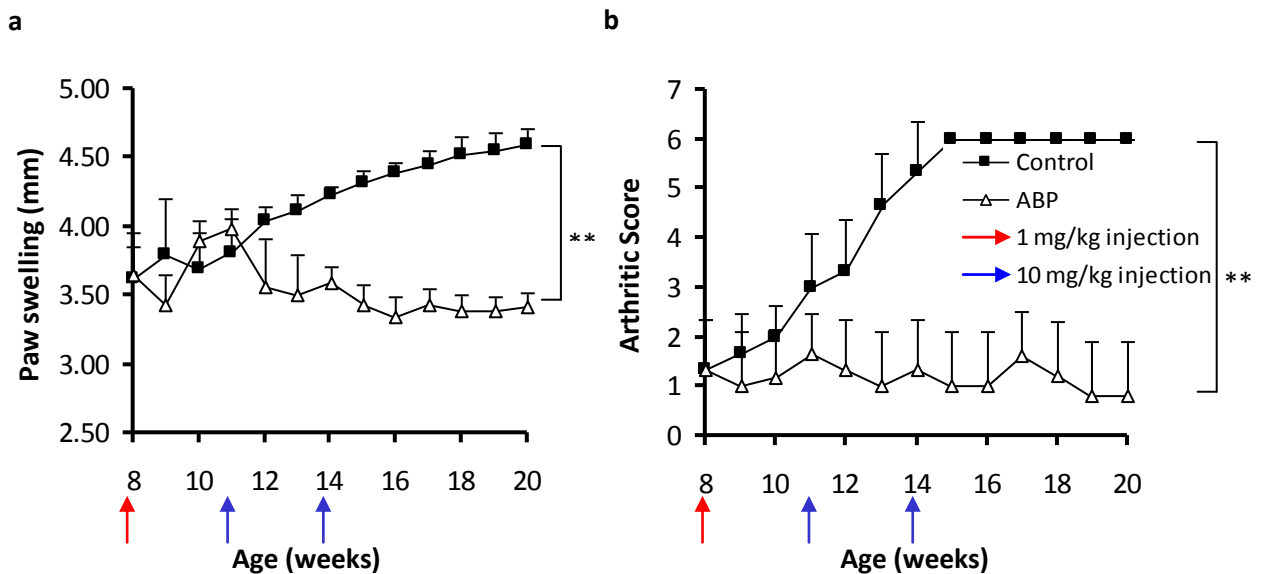 a
5.00
4.50
4.00
3.50
3.00
2.50
Paw swelling (mm)
**
8 10 12 14 16 18 20
Age (weeks)
b
7
6
5
4
3
2
1
0
Arthritic Score
Control
ABP
1 mg/kg injection
10 mg/kg injection
**
8 10 12 14 16 18 20
Age (weeks)